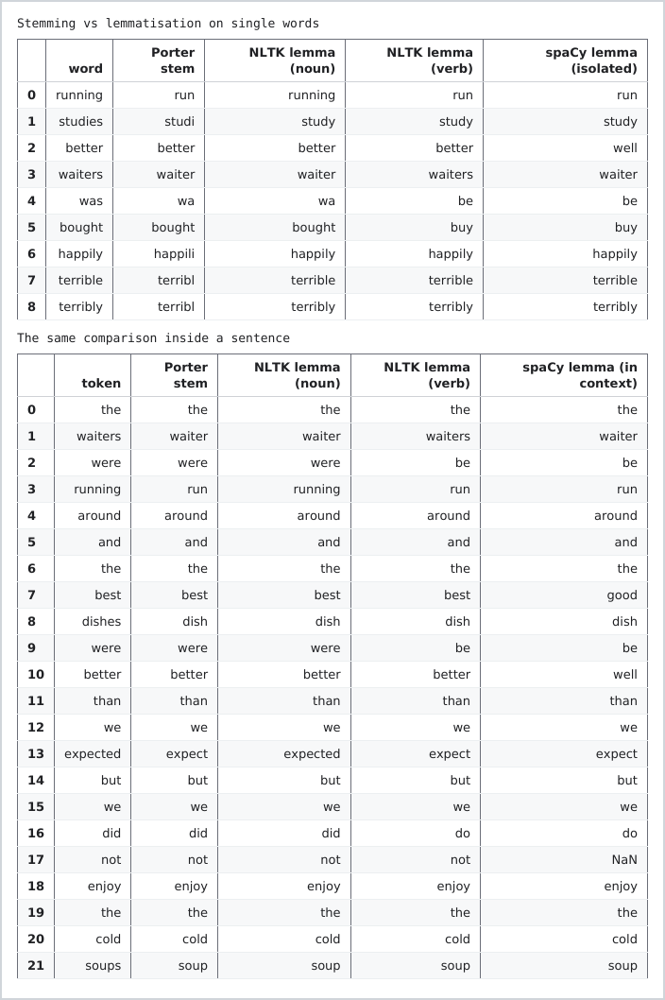 Stemming vs lemmatisation on single words
word Porter stem NLTK lemma (noun) NLTK lemma (verb) spaCy lemma (isolated)
0 running run running run run
1 studies studi study study study
2 better better better better well
3 waiters waiter waiter waiters waiter
4 was wa wa be be
5 bought bought bought buy buy
6 happily happili happily happily happily
7 terrible terribl terrible terrible terrible
8 terribly terribl terribly terribly terribly
The same comparison inside a sentence
token Porter stem NLTK lemma (noun) NLTK lemma (verb) spaCy lemma (in context)
0 the the the the the
1 waiters waiter waiter waiters waiter
2 were were were be be
3 running run running run run
4 around around around around around
5 and and and and and
6 the the the the the
7 best best best best good
8 dishes dish dish dish dish
9 were were were be be
10 better better better better well
11 than than than than than
12 we we we we we
13 expected expect expected expect expect
14 but but but but but
15 we we we we we
16 did did did do do
17 not not not not NaN
18 enjoy enjoy enjoy enjoy enjoy
19 the the the the the
20 cold cold cold cold cold
21 soups soup soup soup soup